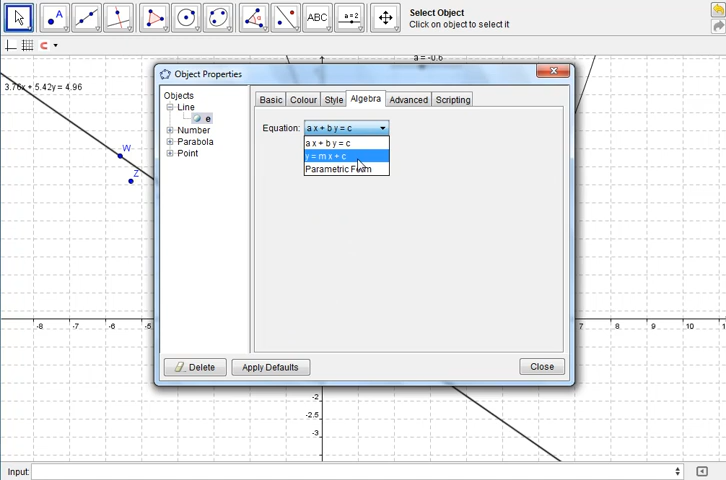 ABC
a=2
Select Object
Click on object to select it
a = -0.6
3.76x + 5.42y = 4.96
W
Z
Object Properties
Objects
Line
e
Number
Parabola
Point
Basic
Colour
Style
Algebra
Advanced
Scripting
Equation:
a x + b y = c
a x + b y = c
y = m x + c
Parametric Form
Delete
Apply Defaults
Close
-8
-7
-6
-5
7
8
9
10
-2
-2.5
-3
Input: